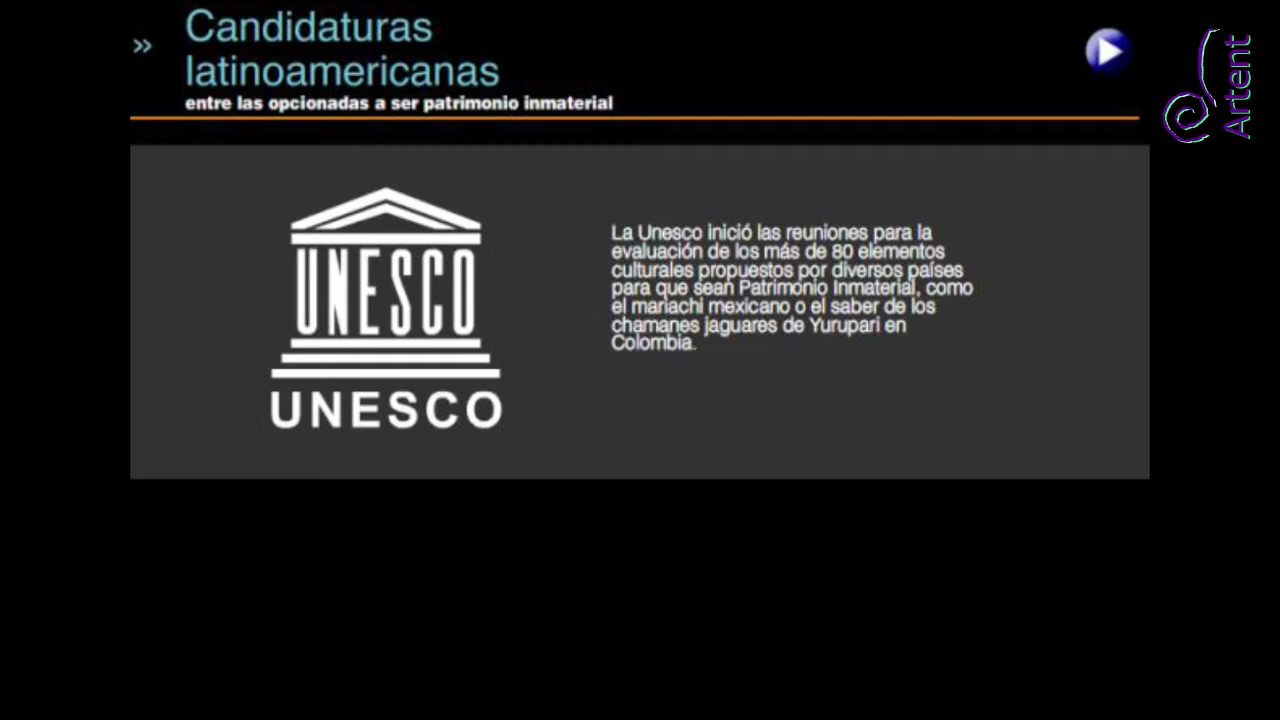 »
Candidaturas
latinoamericanas
entre las opcionadas a ser patrimonio inmaterial
Artent
UNESCO
UNESCO
La Unesco inició las reuniones para la
evaluación de los más de 80 elementos
culturales propuestos por diversos países
para que sean Patrimonio Inmaterial, como
el mariachi mexicano o el saber de los
chamanes jaguares de Yurupari en
Colombia.